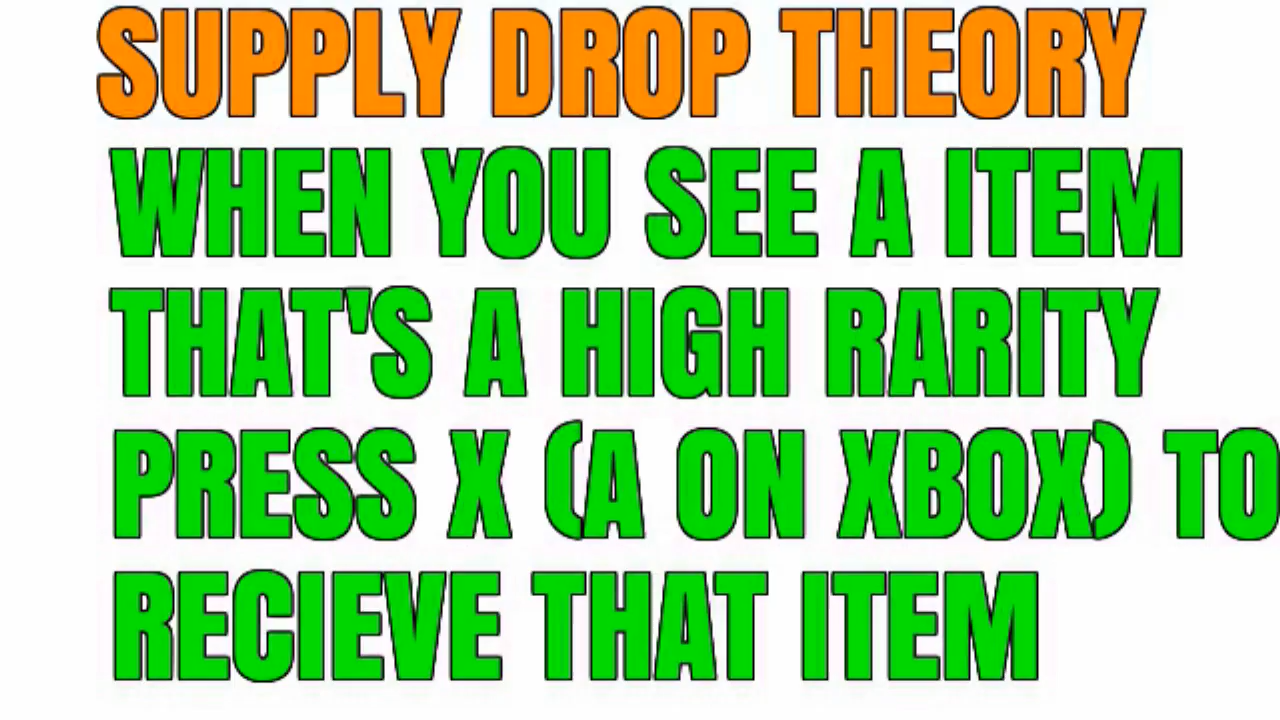 SUPPLY DROP THEORY
WHEN YOU SEE A ITEM
THAT'S A HIGH RARITY
PRESS X (A ON XBOX) TO
RECIEVE THAT ITEM